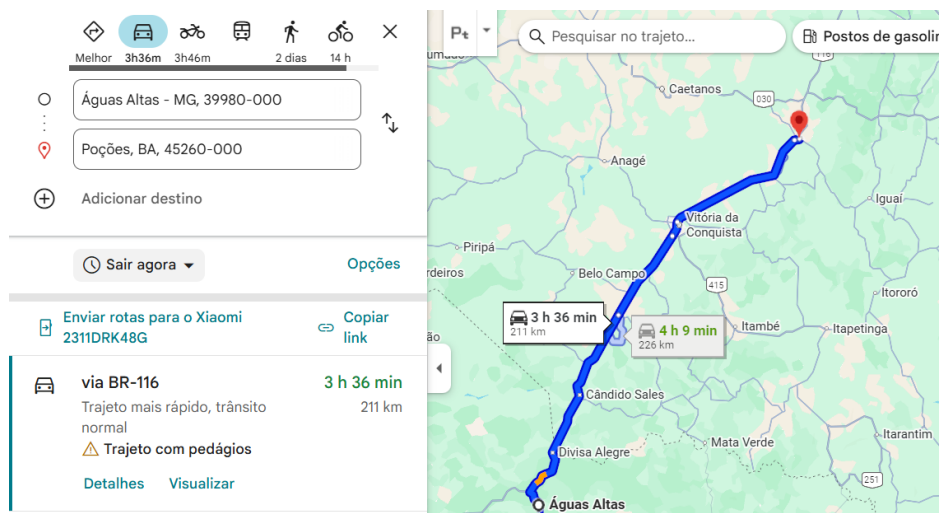 Melhor
3h36m
3h46m
2 dias
14 h
Águas Altas - MG, 39980-000
Poções, BA, 45260-000
Adicionar destino
Sair agora
Opções
Enviar rotas para o Xiaomi
2311DRK48G
Copiar
link
via BR-116
3 h 36 min
Trajeto mais rápido, trânsito
normal
211 km
Trajeto com pedágios
Detalhes
Visualizar
Pesquisar no trajeto...
Postos de gasolin
116
Caetanos
030
Anagé
Iguaí
Vitória da
Conquista
Piripá
rdeiros
Belo Campo
415
Itororó
3 h 36 min
211 km
4 h 9 min
226 km
Itambé
Itapetinga
ão
Cândido Sales
Mata Verde
Itarantim
Divisa Alegre
251
Águas Altas